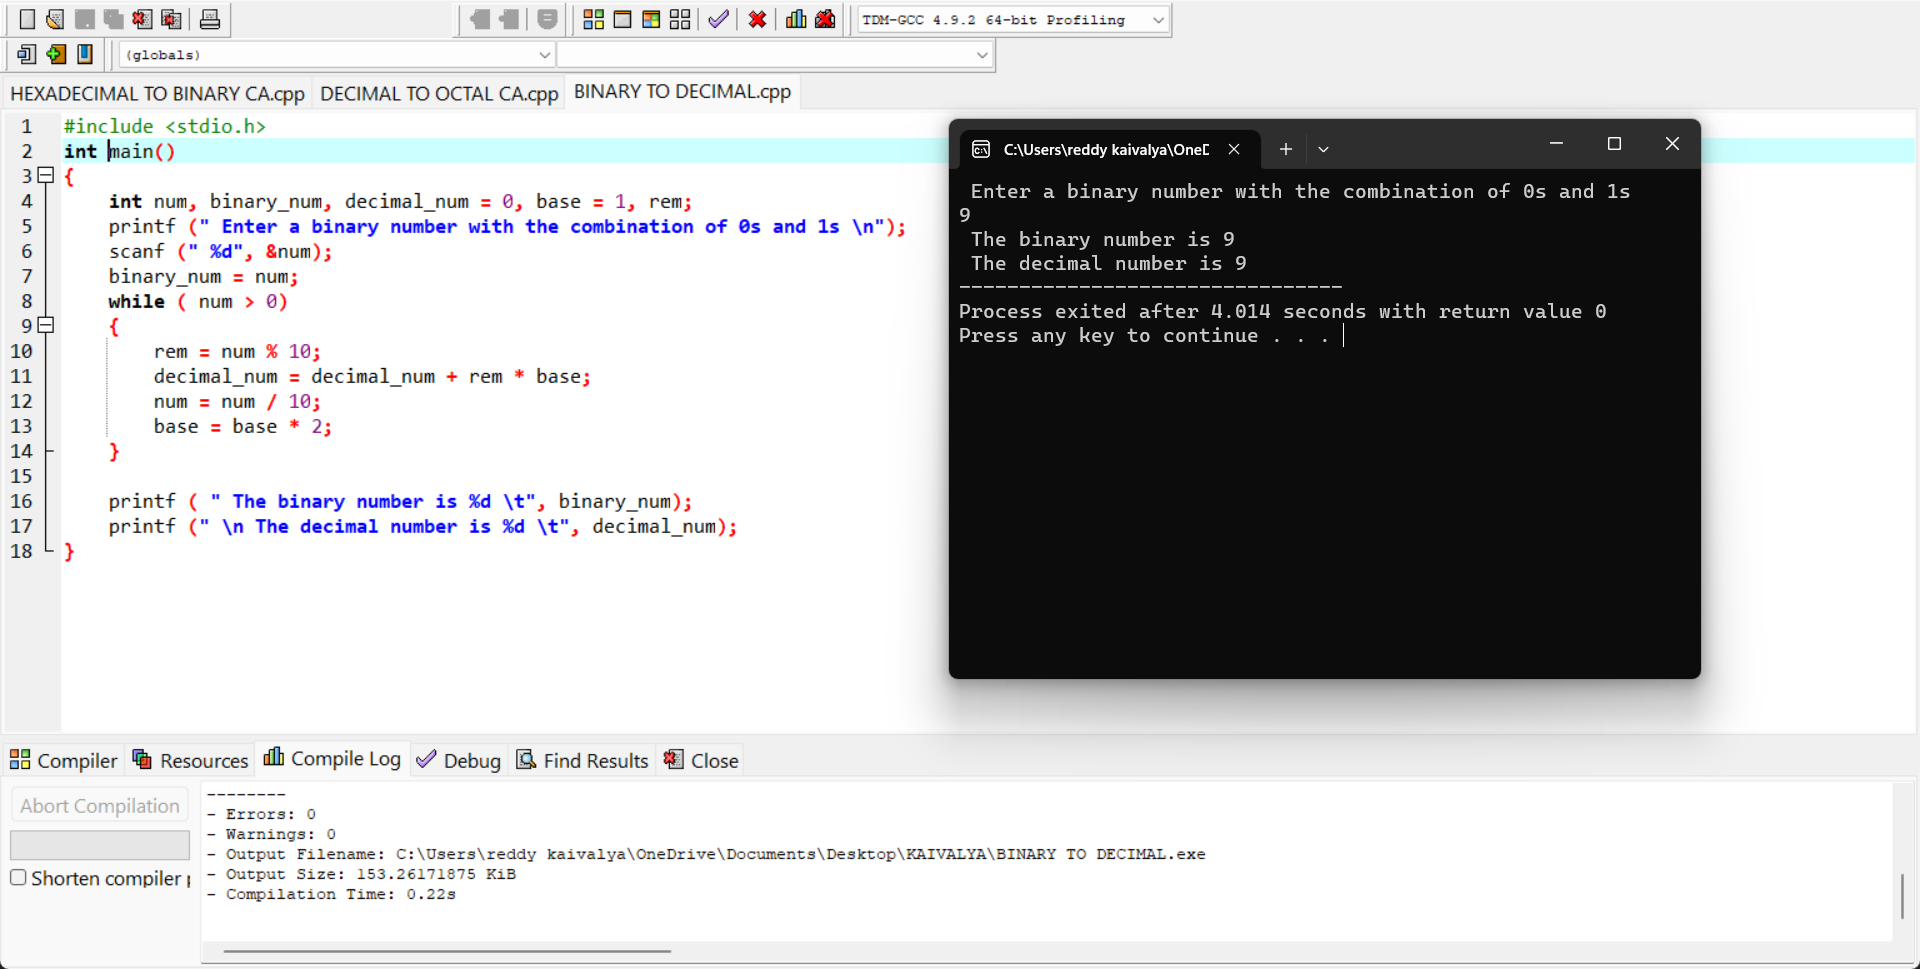 TDM-GCC 4.9.2 64-bit Profiling
(globals)
HEXADECIMAL TO BINARY CA.cpp DECIMAL TO OCTAL CA.cpp BINARY TO DECIMAL.cpp
1 #include <stdio.h>
2 int main()
3 {
4 int num, binary_num, decimal_num = 0, base = 1, rem;
5 printf (" Enter a binary number with the combination of 0s and 1s \n");
6 scanf (" %d", &num);
7 binary_num = num;
8 while ( num > 0)
9 {
10 rem = num % 10;
11 decimal_num = decimal_num + rem * base;
12 num = num / 10;
13 base = base * 2;
14 }
15
16 printf ( " The binary number is %d \t", binary_num);
17 printf (" \n The decimal number is %d \t", decimal_num);
18 }
C:\Users\reddy kaivalya\OneD
Enter a binary number with the combination of 0s and 1s
9
The binary number is 9
The decimal number is 9
--------------------------------
Process exited after 4.014 seconds with return value 0
Press any key to continue . . .
Compiler Resources Compile Log Debug Find Results Close
Abort Compilation
Shorten compiler p
--------
- Errors: 0
- Warnings: 0
- Output Filename: C:\Users\reddy kaivalya\OneDrive\Documents\Desktop\KAIVALYA\BINARY TO DECIMAL.exe
- Output Size: 153.26171875 KiB
- Compilation Time: 0.22s